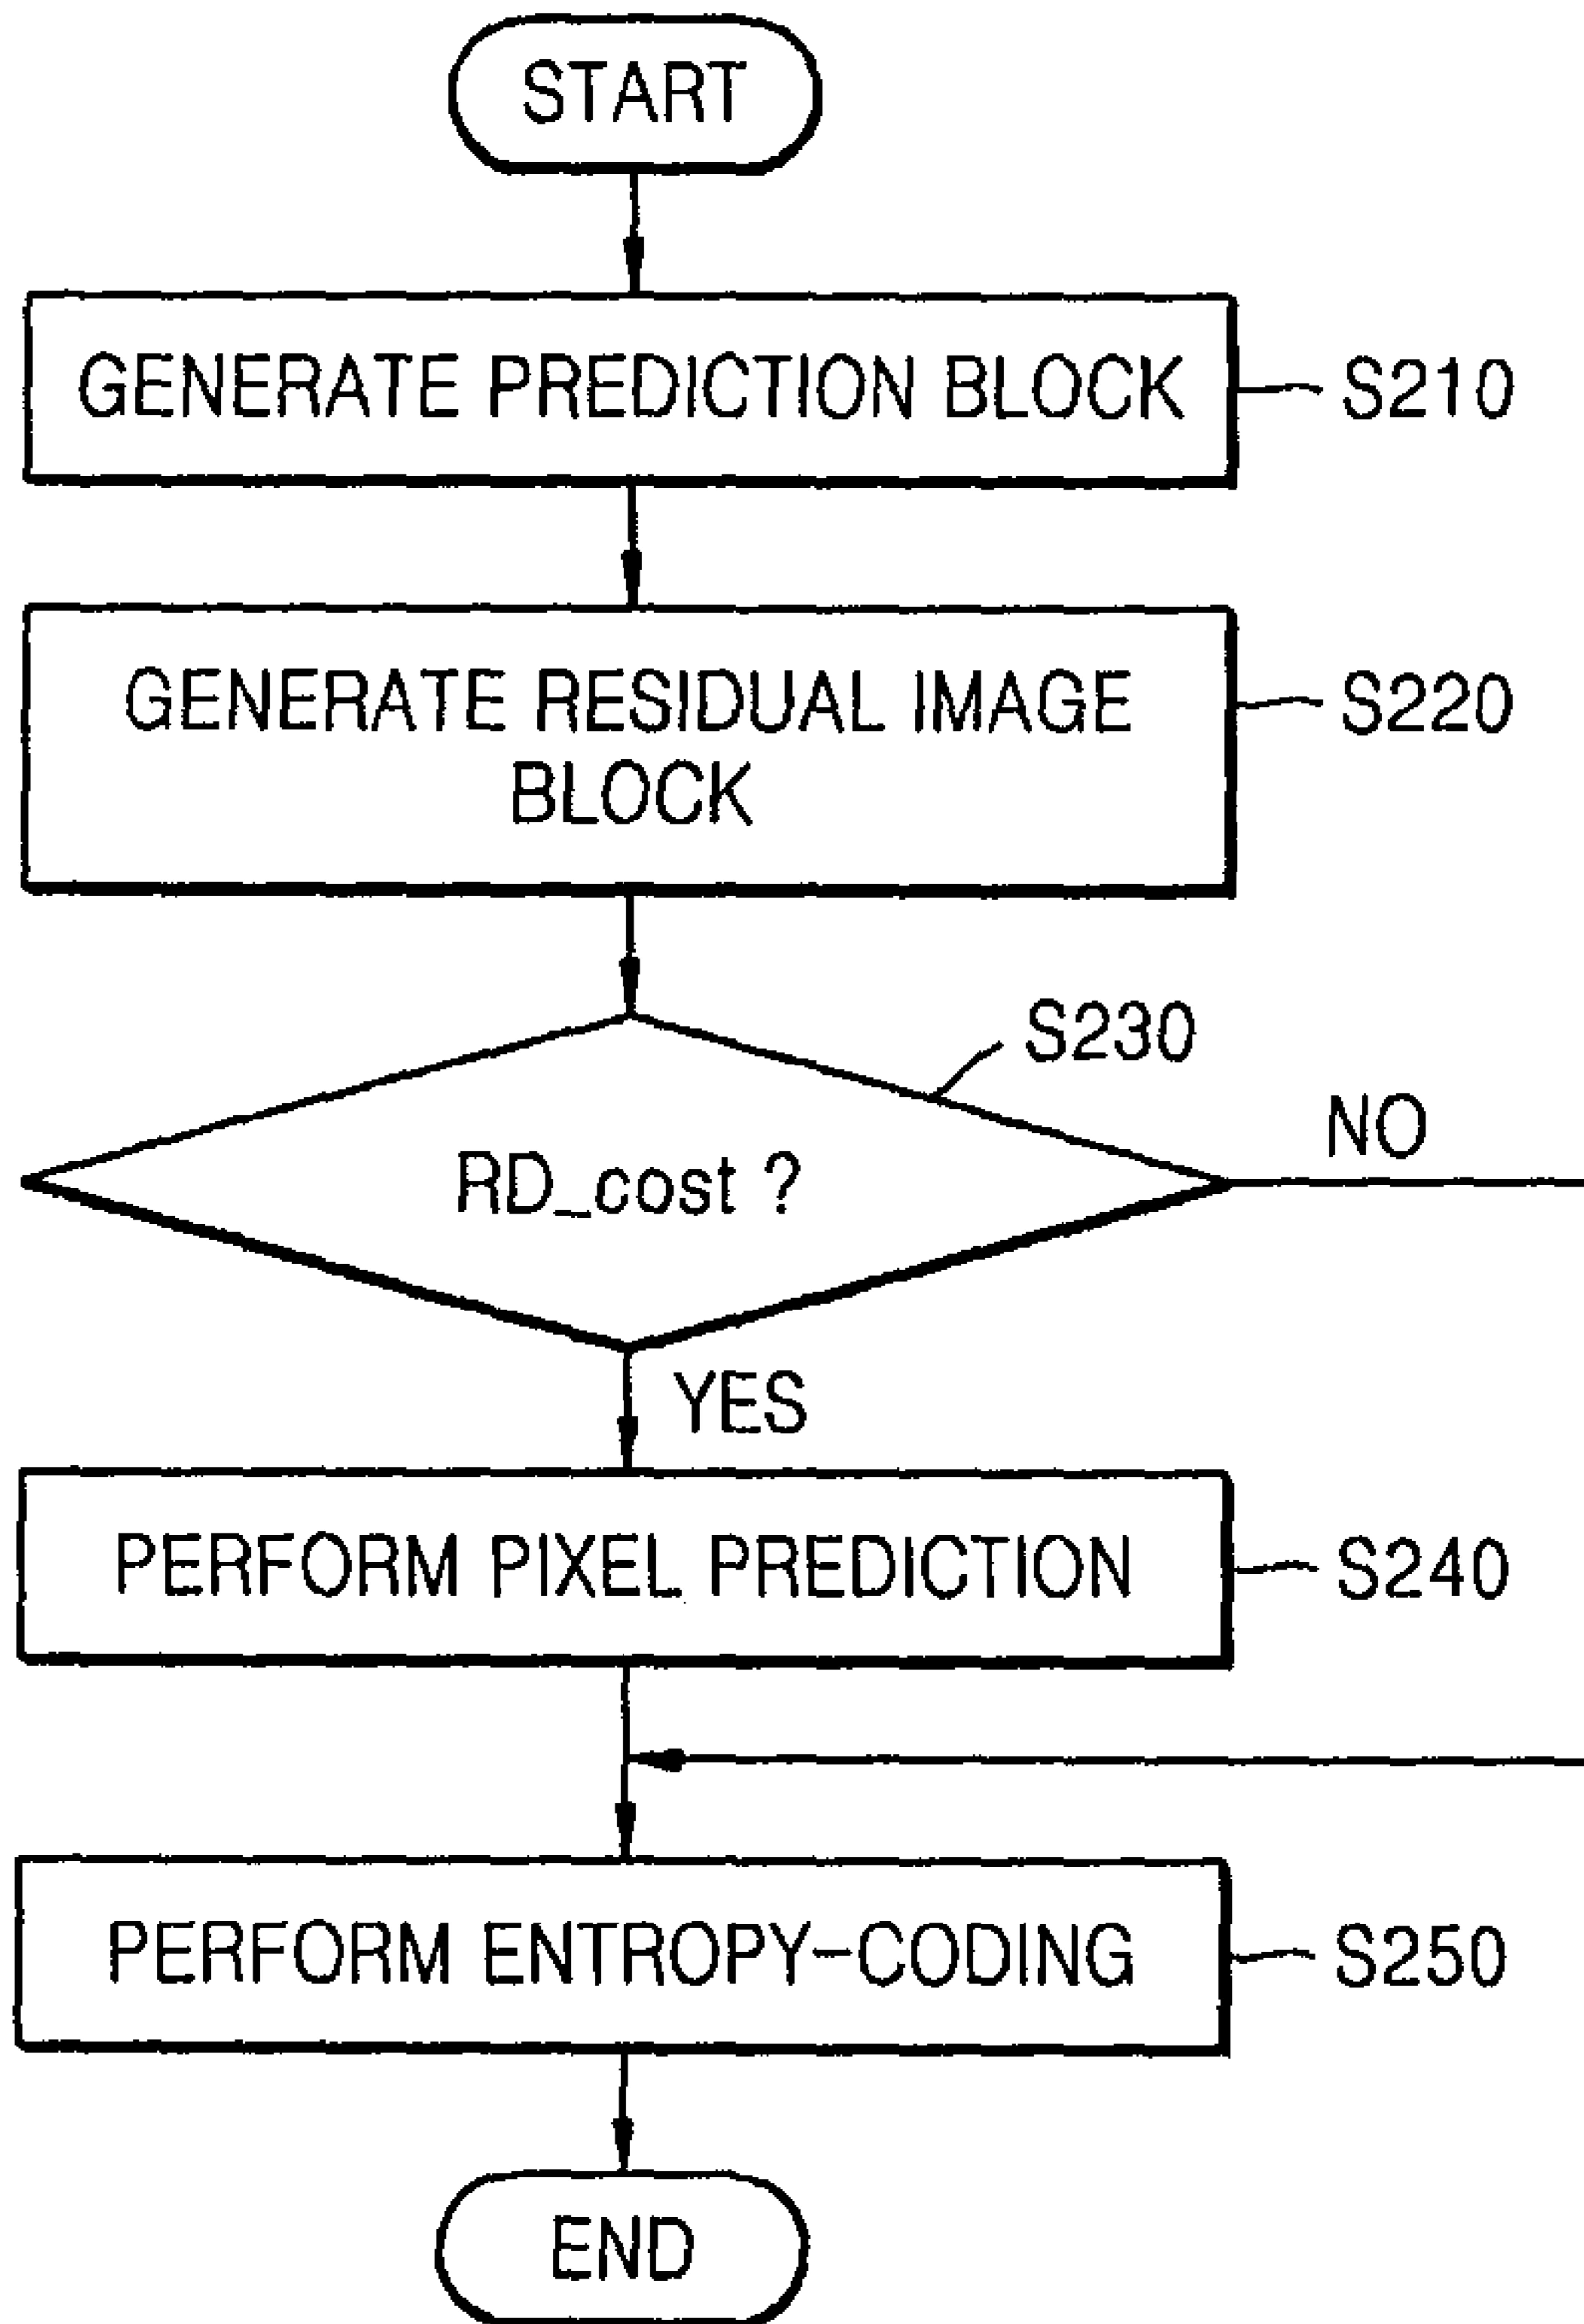 START
GENERATE PREDICTION BLOCK
S210
GENERATE RESIDUAL IMAGE
BLOCK
S220
S230
RD_cost ?
NO
YES
PERFORM PIXEL PREDICTION
S240
PERFORM ENTROPY-CODING
S250
END